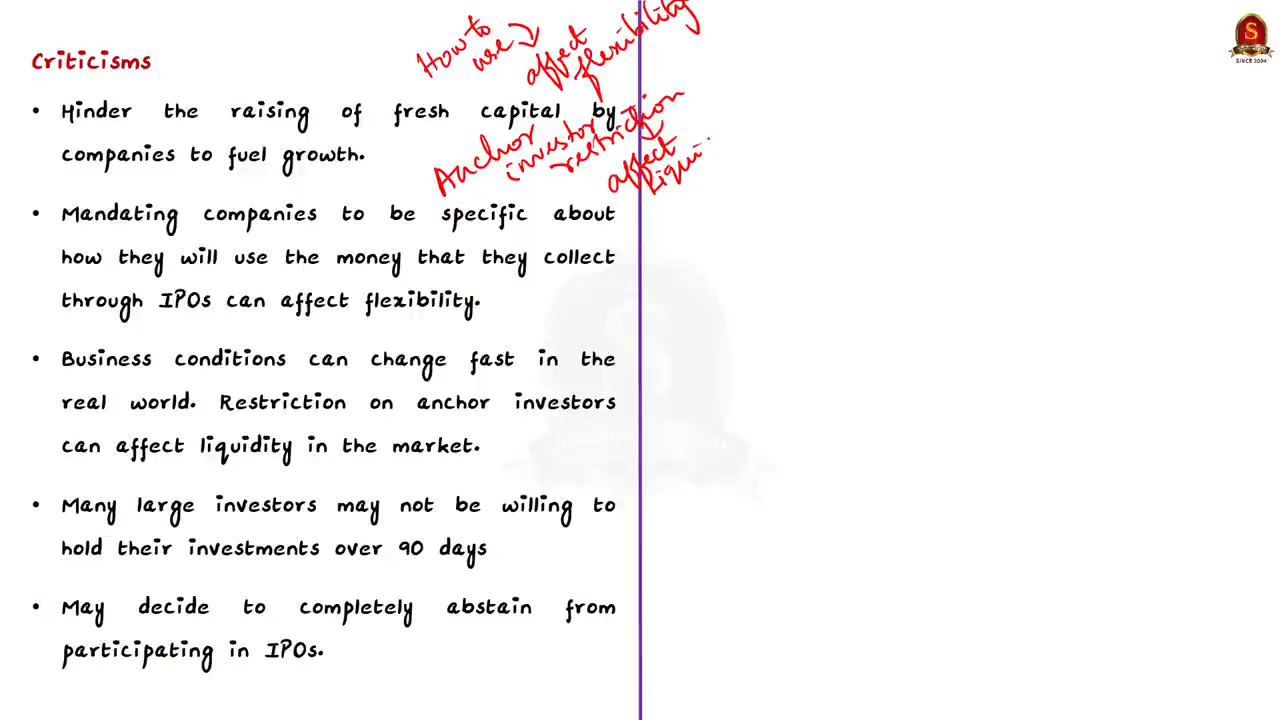 Criticisms
• Hinder the raising of fresh capital by
companies to fuel growth.
• Mandating companies to be specific about
how they will use the money that they collect
through IPOs can affect flexibility.
• Business conditions can change fast in the
real world. Restriction on anchor investors
can affect liquidity in the market.
• Many large investors may not be willing to
hold their investments over 90 days
• May decide to completely abstain from
participating in IPOs.
How to
use
affect
flexibility
Anchor
investor
restriction
affect
Liqui
S
SINCE 2004